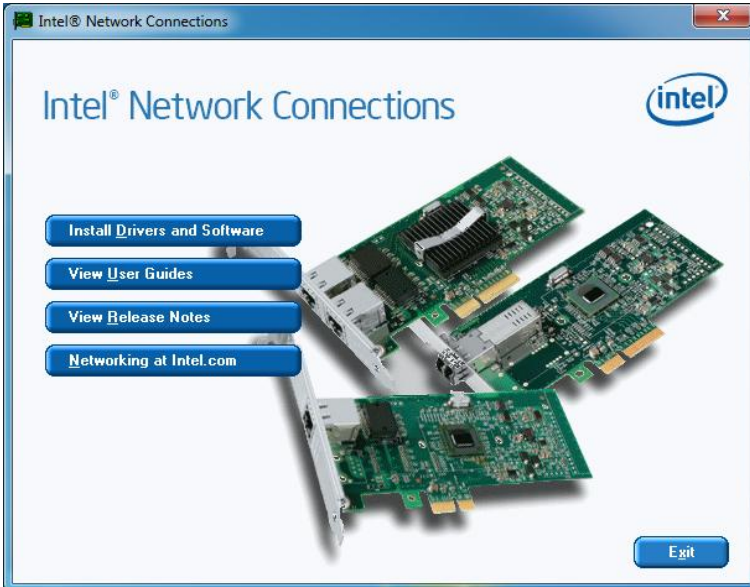 Intel® Network Connections
Intel® Network Connections
intel
Install Drivers and Software
View User Guides
View Release Notes
Networking at Intel.com
Exit